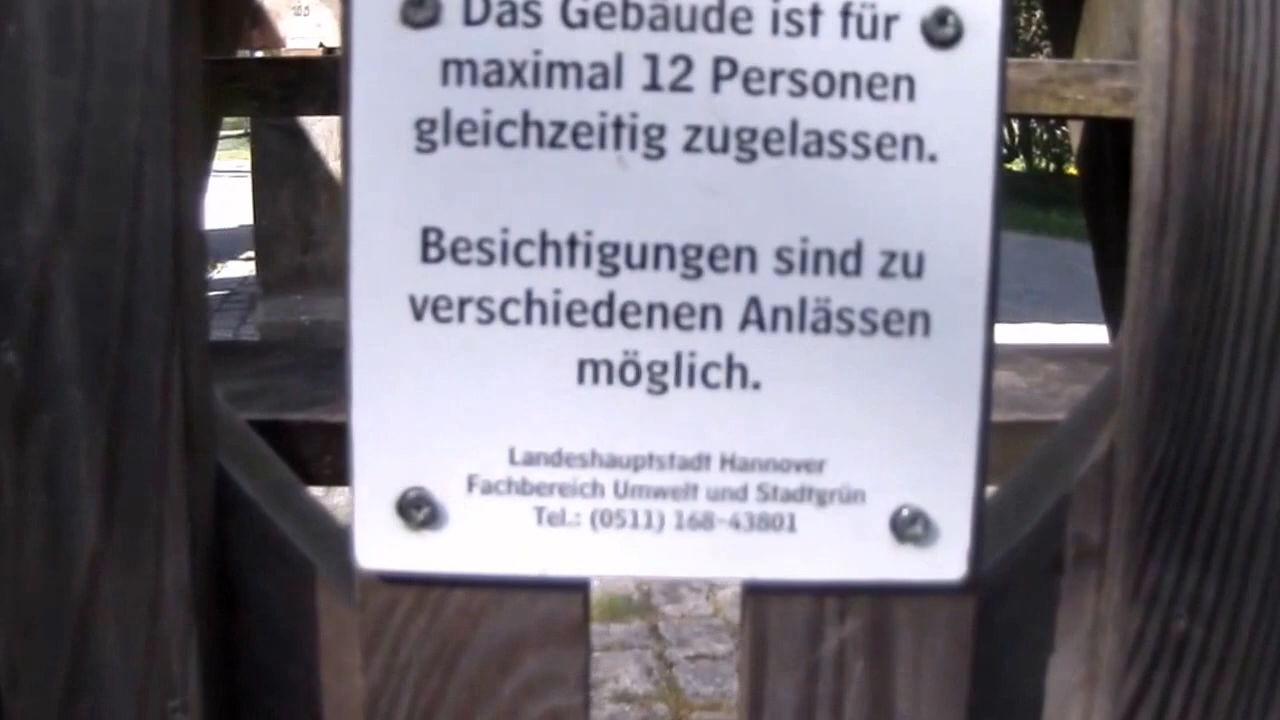 Das Gebäude ist für
maximal 12 Personen
gleichzeitig zugelassen.
Besichtigungen sind zu
verschiedenen Anlässen
möglich.
Landeshauptstadt Hannover
Fachbereich Umwelt und Stadtgrün
Tel.: (0511) 168-43801